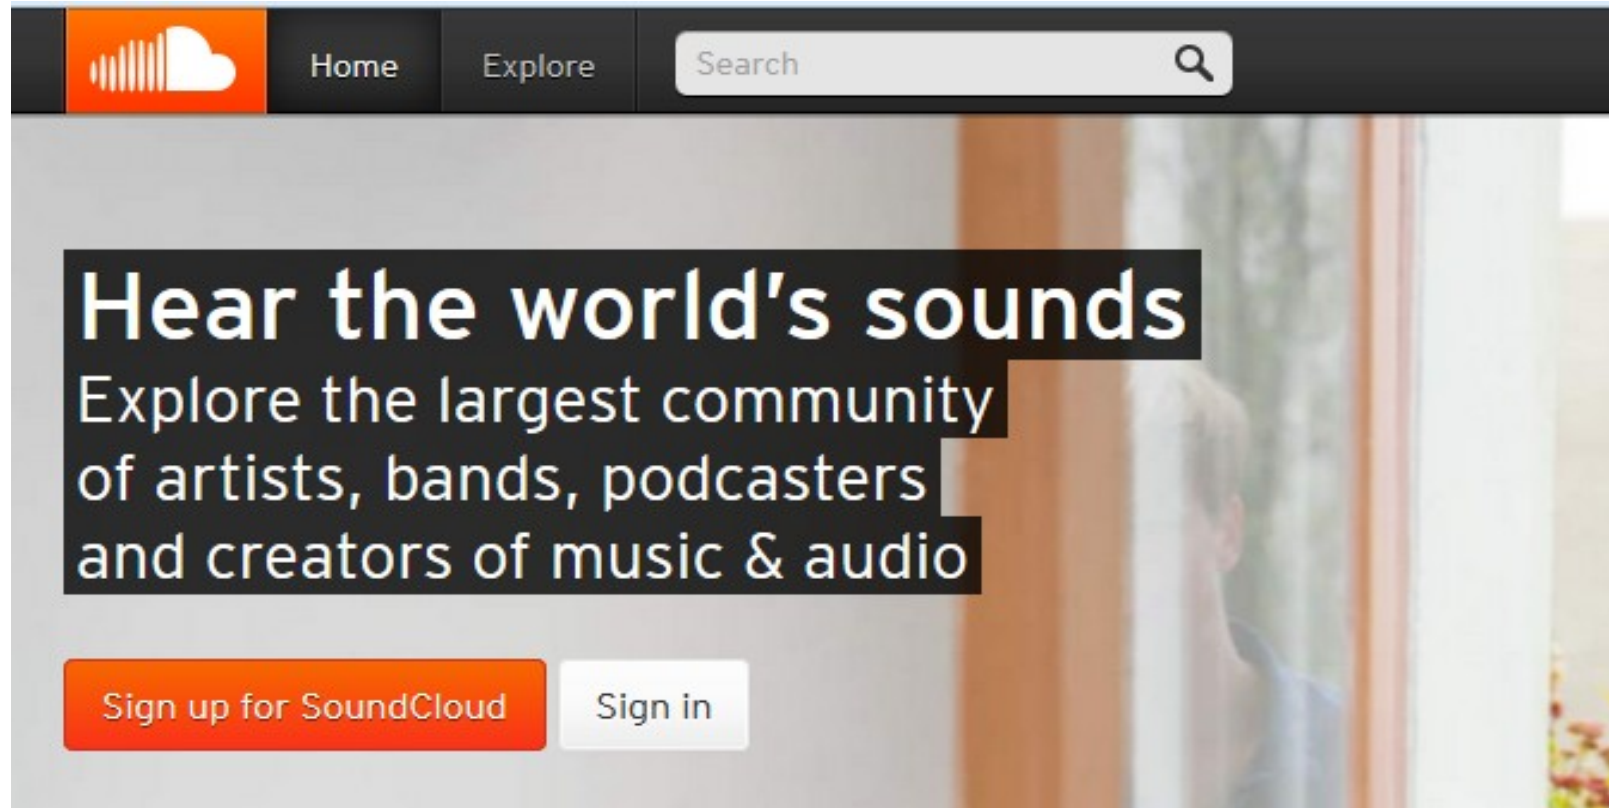 Home Explore Search
Hear the world's sounds
Explore the largest community
of artists, bands, podcasters
and creators of music & audio
Sign up for SoundCloud Sign in